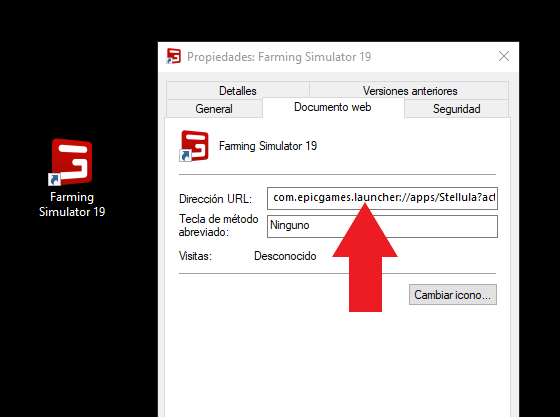 Propiedades: Farming Simulator 19
Detalles
Versiones anteriores
General
Documento web
Seguridad
Farming Simulator 19
Dirección URL:
com.epicgames.launcher://apps/Stellula?act
Tecla de método
abreviado:
Ninguno
Visitas:
Desconocido
Cambiar icono...
Farming
Simulator 19